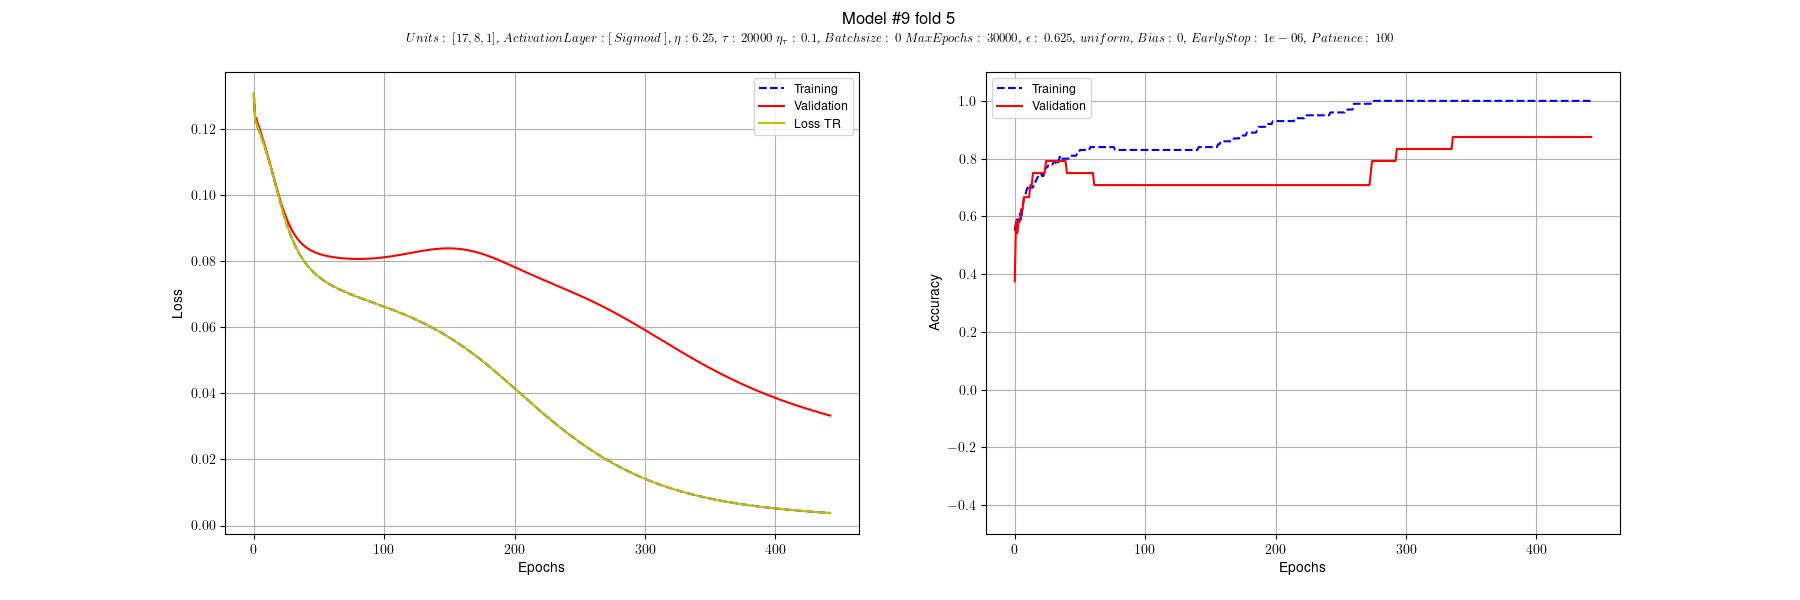 Model #9 fold 5
Units : [17, 8, 1], ActivationLayer : [ Sigmoid ], η : 6.25, τ : 20000 ητ : 0.1, Batchsize : 0 MaxEpochs : 30000, ϵ : 0.625, uniform, Bias : 0, EarlyStop : 1e − 06, Patience : 100
Training
Validation
Loss TR
0.12
0.10
0.08
0.06
0.04
0.02
0.00
Loss
0 100 200 300 400
Epochs
Training
Validation
1.0
0.8
0.6
0.4
0.2
0.0
−0.2
−0.4
Accuracy
0 100 200 300 400
Epochs